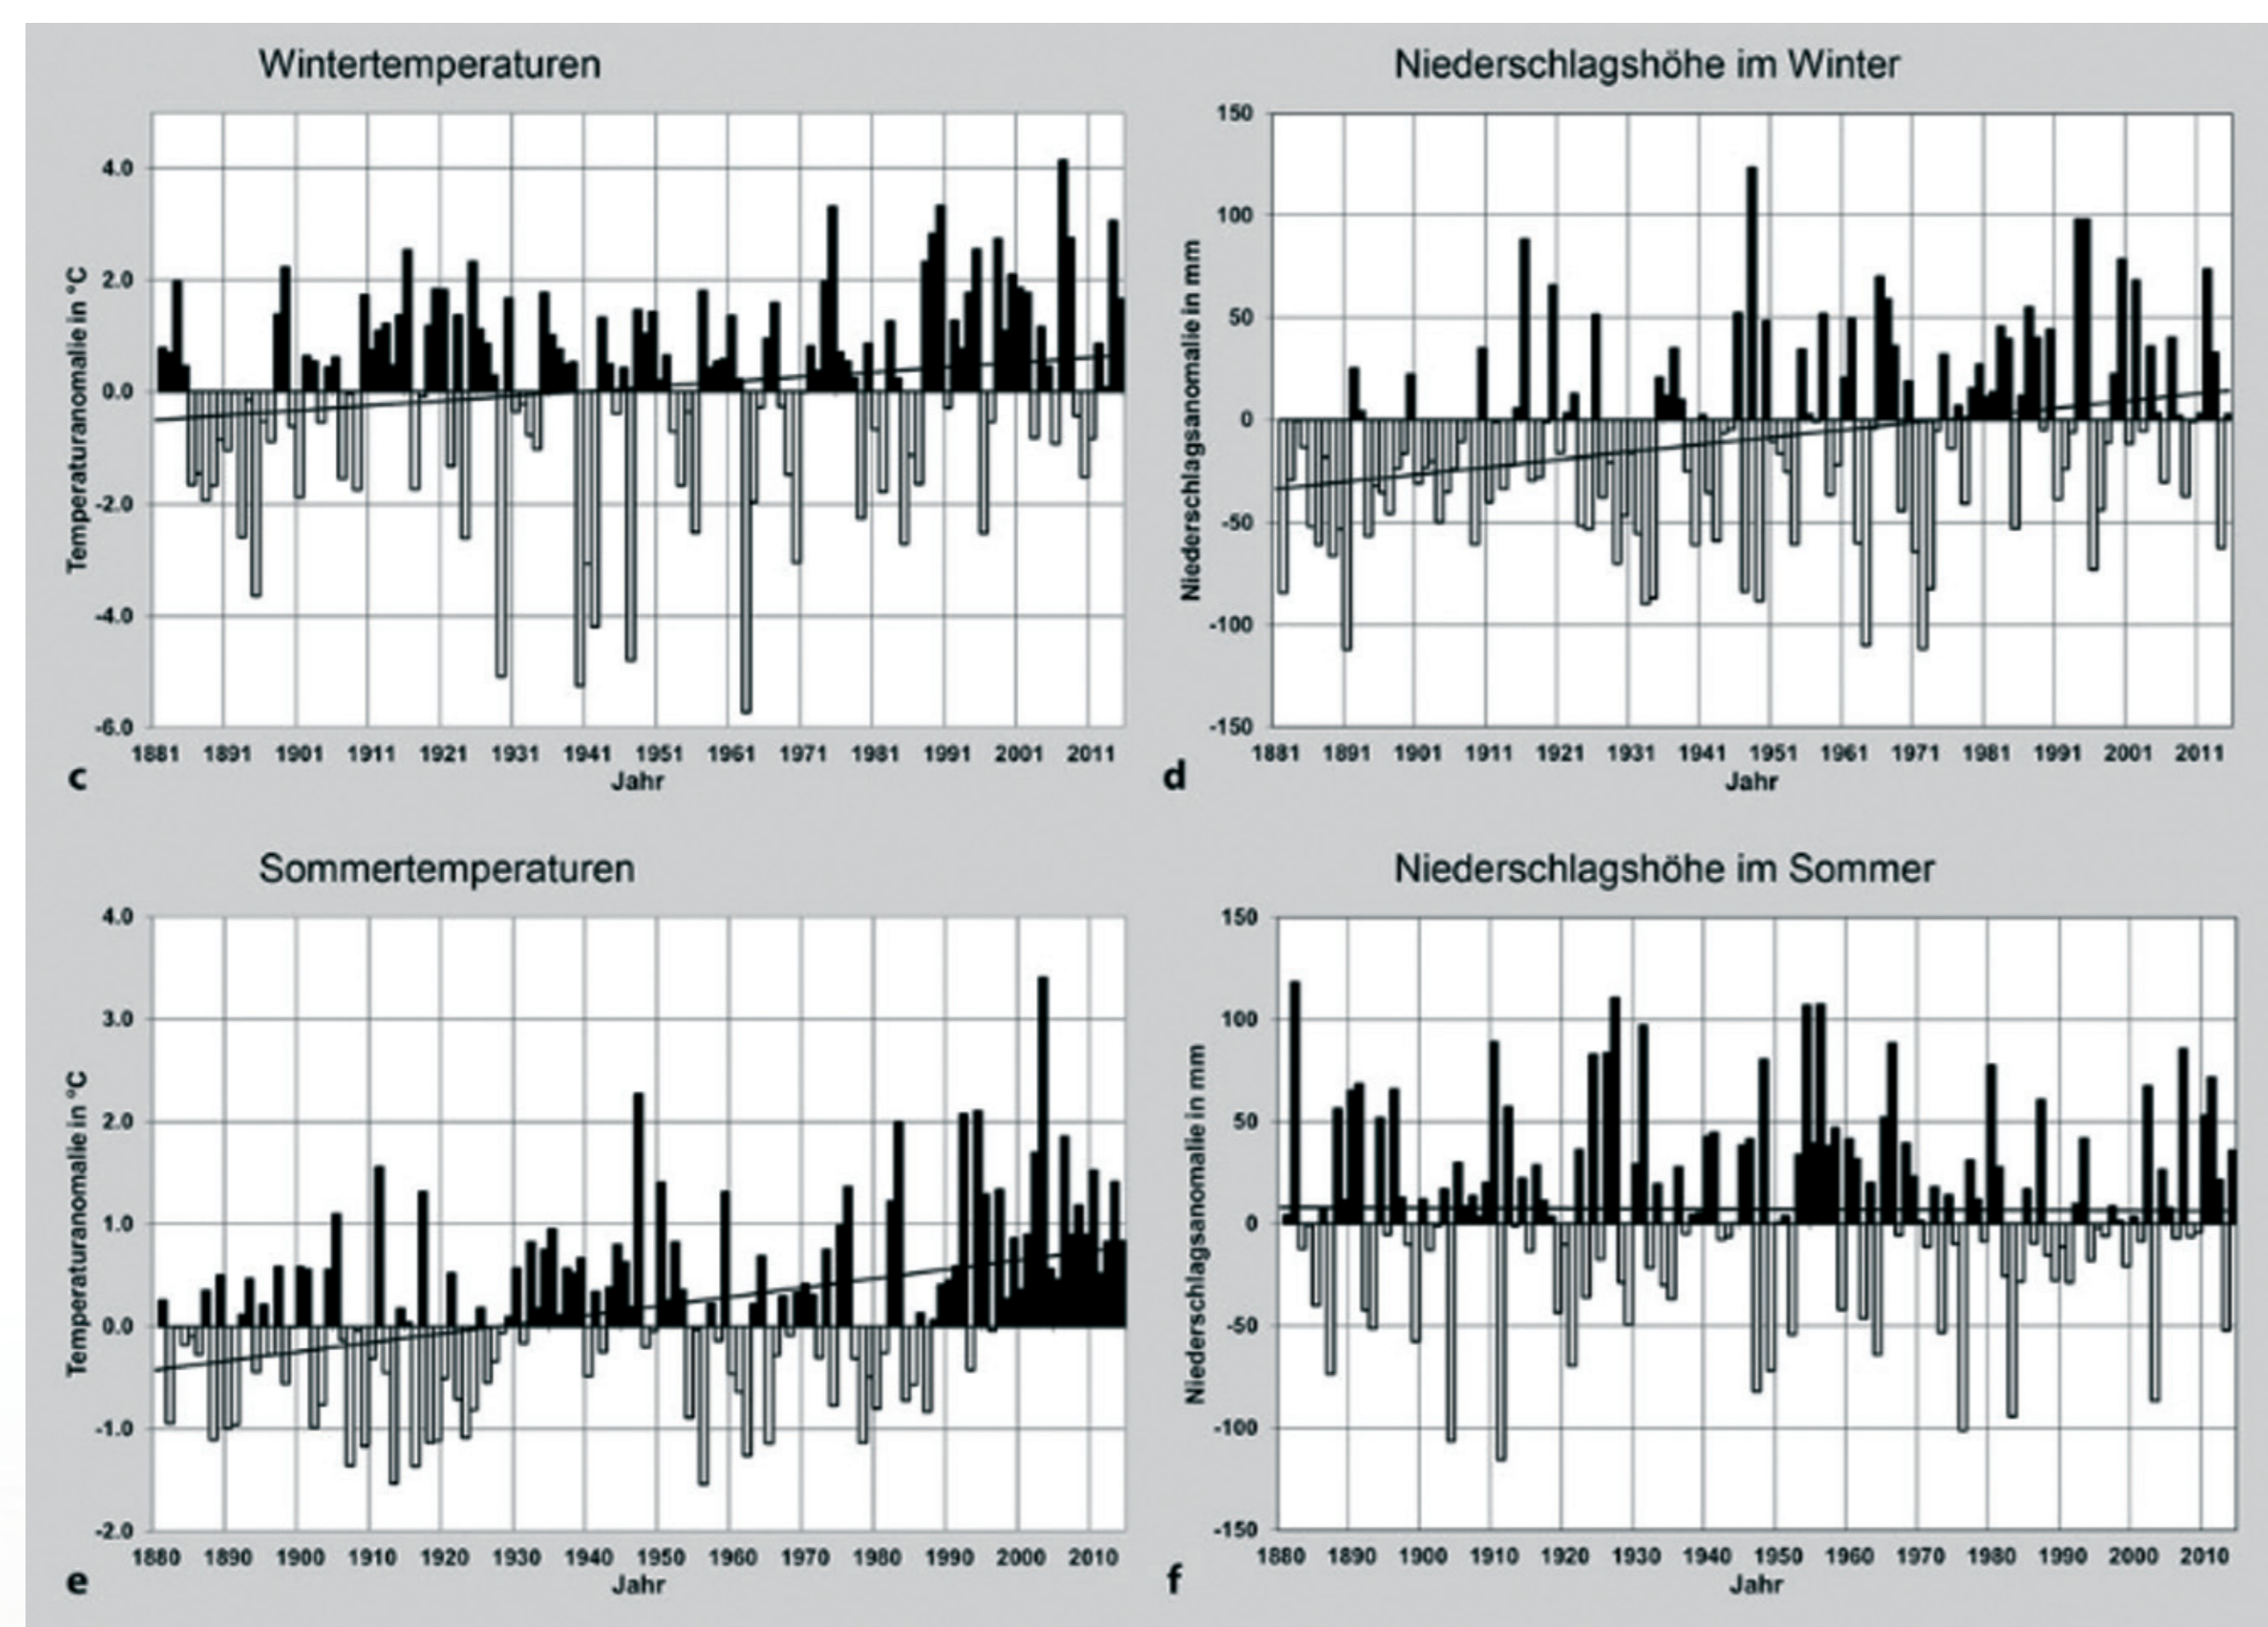 Wintertemperaturen
Temperaturanomalie in °C
4.0
2.0
0.0
-2.0
-4.0
-6.0
1881 1891 1901 1911 1921 1931 1941 1951 1961 1971 1981 1991 2001 2011
Jahr
c
Niederschlagshöhe im Winter
Niederschlagsanomalie in mm
150
100
50
0
-50
-100
-150
1881 1891 1901 1911 1921 1931 1941 1951 1961 1971 1981 1991 2001 2011
Jahr
d
Sommertemperaturen
Temperaturanomalie in °C
4.0
3.0
2.0
1.0
0.0
-1.0
-2.0
1880 1890 1900 1910 1920 1930 1940 1950 1960 1970 1980 1990 2000 2010
Jahr
e
Niederschlagshöhe im Sommer
Niederschlagsanomalie in mm
150
100
50
0
-50
-100
-150
1880 1890 1900 1910 1920 1930 1940 1950 1960 1970 1980 1990 2000 2010
Jahr
f